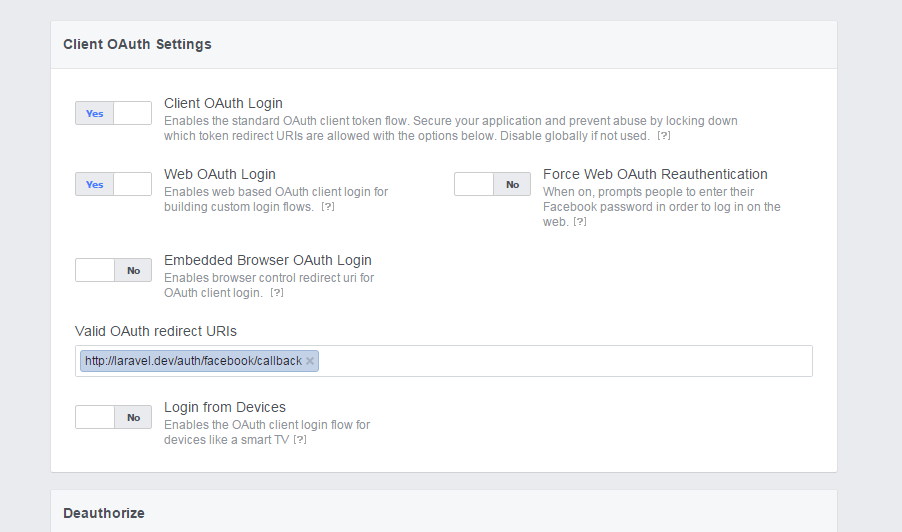 Client OAuth Settings
Yes
Client OAuth Login
Enables the standard OAuth client token flow. Secure your application and prevent abuse by locking down
which token redirect URIs are allowed with the options below. Disable globally if not used. [?]
Yes
Web OAuth Login
Enables web based OAuth client login for
building custom login flows. [?]
No
Force Web OAuth Reauthentication
When on, prompts people to enter their
Facebook password in order to log in on the
web. [?]
No
Embedded Browser OAuth Login
Enables browser control redirect uri for
OAuth client login. [?]
Valid OAuth redirect URIs
http://laravel.dev/auth/facebook/callback ×
No
Login from Devices
Enables the OAuth client login flow for
devices like a smart TV [?]
Deauthorize